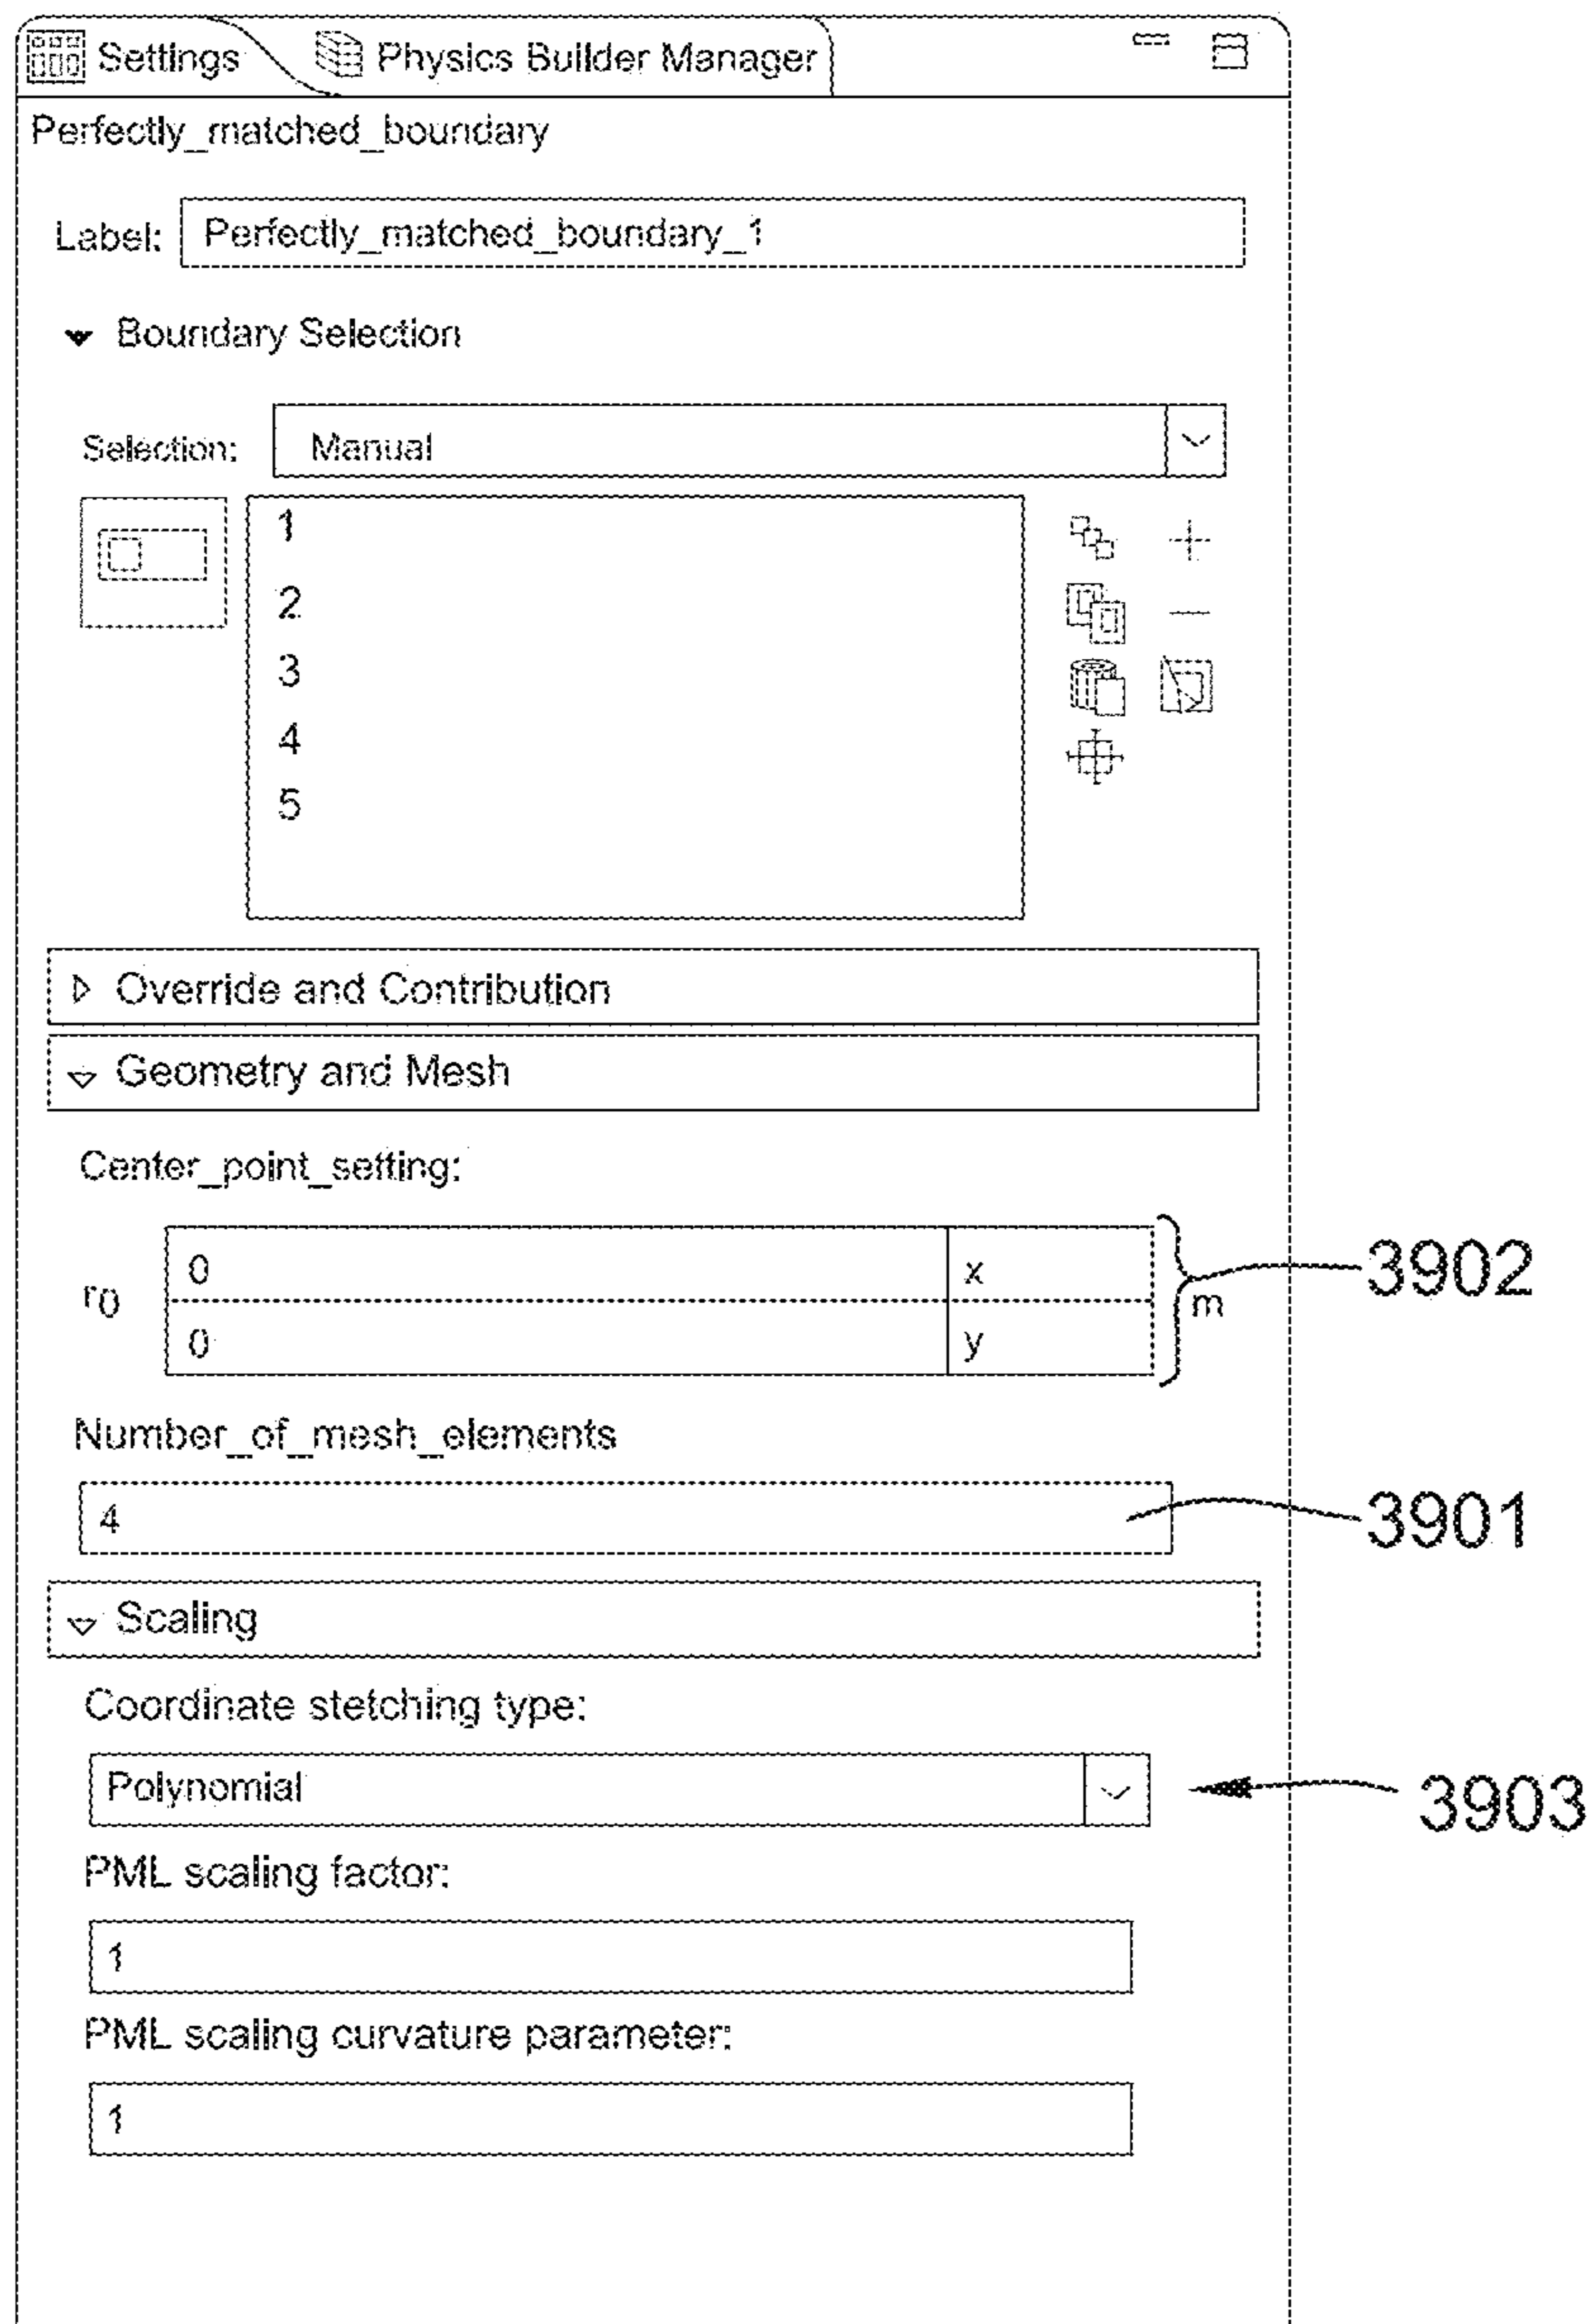 Settings Physics Builder Manager
Perfectly_matched_boundary
Label: Perfectly_matched_boundary_1
Boundary Selection
Selection: Manual
1
2
3
4
5
Override and Contribution
Geometry and Mesh
Center_point_setting:
r0 0 x
0 y
m
3902
Number_of_mesh_elements
4
3901
Scaling
Coordinate stetching type:
Polynomial
3903
PML scaling factor:
1
PML scaling curvature parameter:
1